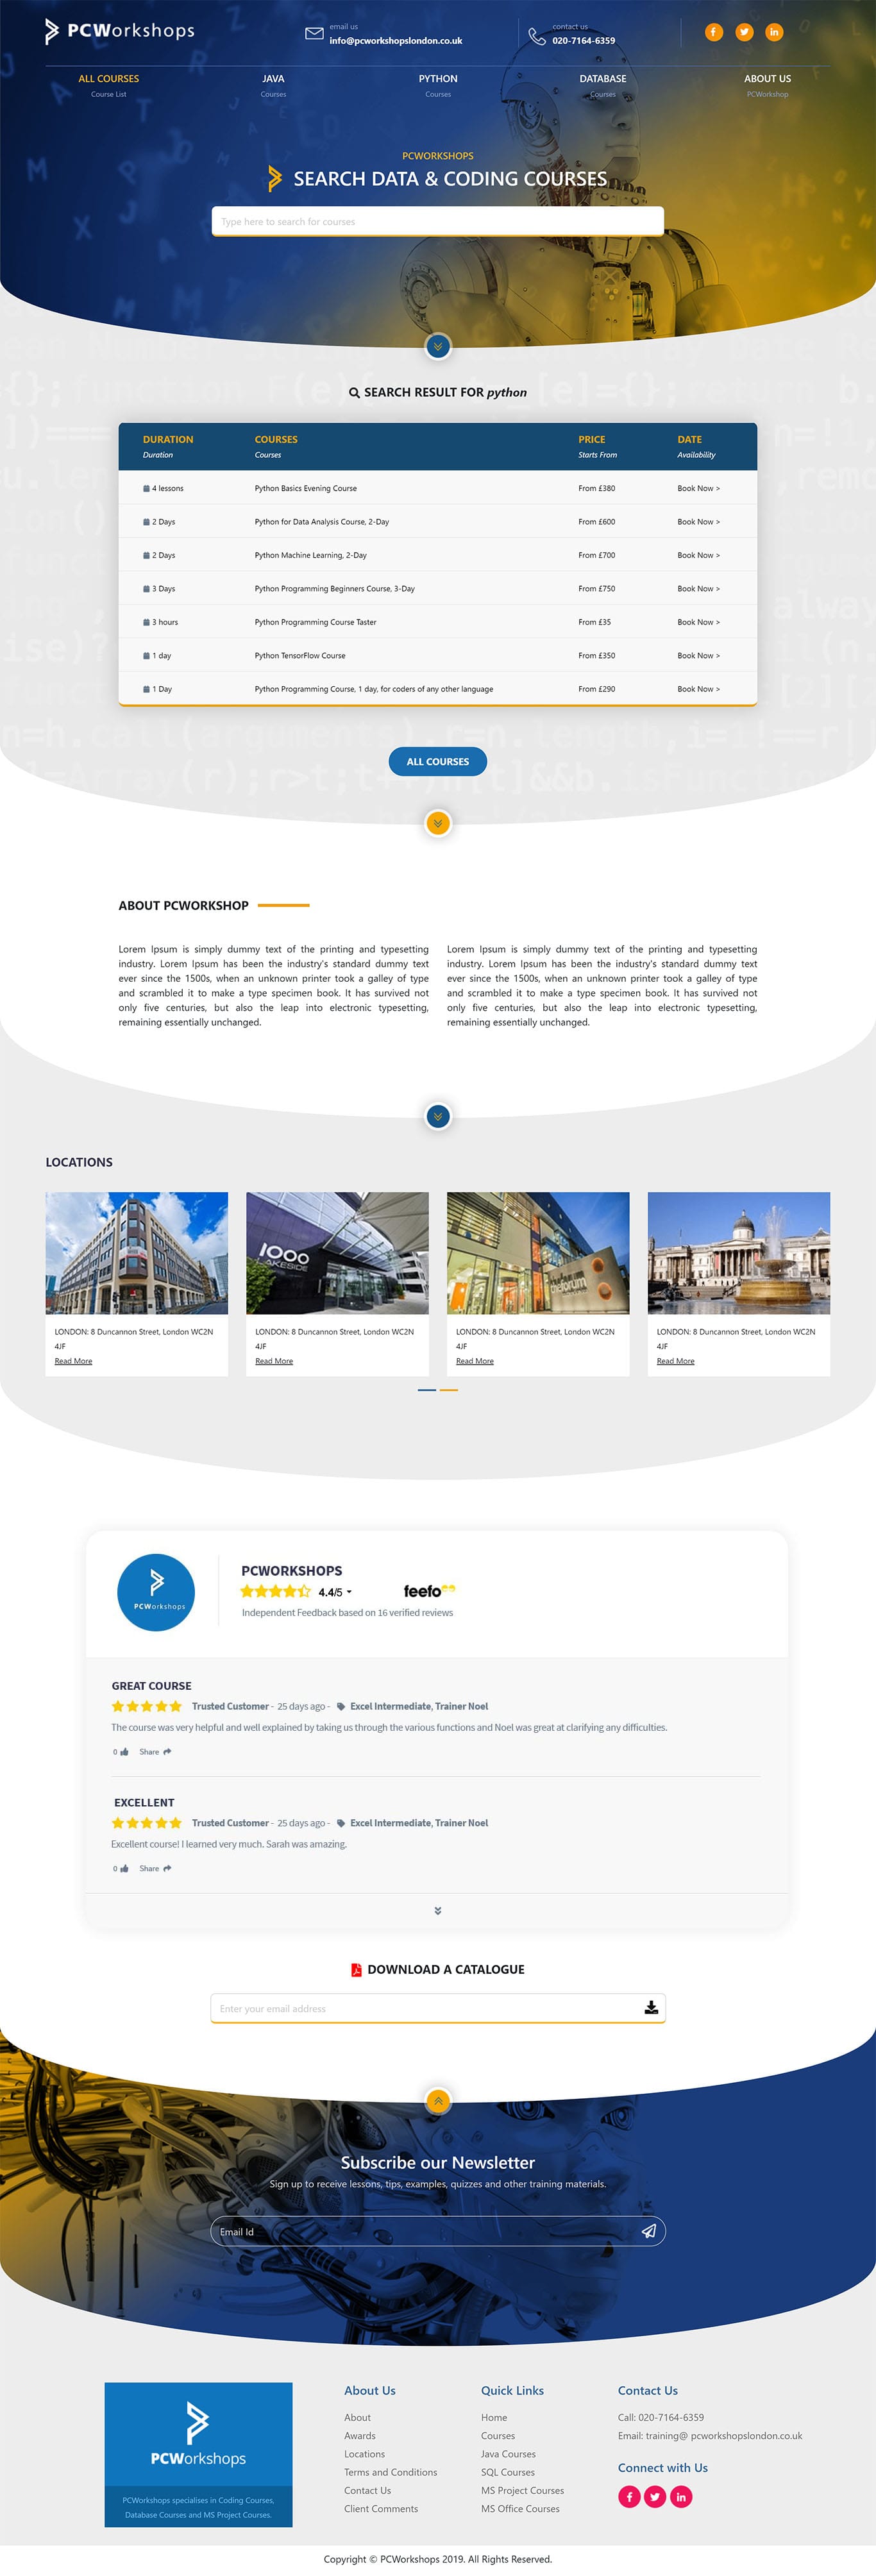 PCWorkshops
email us
info@pcworkshopslondon.co.uk
contact us
020-7164-6359
ALL COURSES
Course List
JAVA
Courses
PYTHON
Courses
DATABASE
Courses
ABOUT US
PCWorkshop
PCWORKSHOPS
SEARCH DATA & CODING COURSES
Type here to search for courses
SEARCH RESULT FOR python
DURATION COURSES PRICE DATE
Duration Courses Starts From Availability
4 lessons Python Basics Evening Course From £380 Book Now >
2 Days Python for Data Analysis Course, 2-Day From £600 Book Now >
2 Days Python Machine Learning, 2-Day From £700 Book Now >
3 Days Python Programming Beginners Course, 3-Day From £750 Book Now >
3 hours Python Programming Course Taster From £35 Book Now >
1 day Python TensorFlow Course From £350 Book Now >
1 Day Python Programming Course, 1 day, for coders of any other language From £290 Book Now >
ALL COURSES
ABOUT PCWORKSHOP
Lorem Ipsum is simply dummy text of the printing and typesetting
industry. Lorem Ipsum has been the industry's standard dummy text
ever since the 1500s, when an unknown printer took a galley of type
and scrambled it to make a type specimen book. It has survived not
only five centuries, but also the leap into electronic typesetting,
remaining essentially unchanged.
Lorem Ipsum is simply dummy text of the printing and typesetting
industry. Lorem Ipsum has been the industry's standard dummy text
ever since the 1500s, when an unknown printer took a galley of type
and scrambled it to make a type specimen book. It has survived not
only five centuries, but also the leap into electronic typesetting,
remaining essentially unchanged.
LOCATIONS
1000
LAKESIDE
theforum
LONDON: 8 Duncannon Street, London WC2N
4JF
Read More
LONDON: 8 Duncannon Street, London WC2N
4JF
Read More
LONDON: 8 Duncannon Street, London WC2N
4JF
Read More
LONDON: 8 Duncannon Street, London WC2N
4JF
Read More
PCWorkshops
PCWORKSHOPS
4.4/5
feefo
Independent Feedback based on 16 verified reviews
GREAT COURSE
Trusted Customer - 25 days ago - Excel Intermediate, Trainer Noel
The course was very helpful and well explained by taking us through the various functions and Noel was great at clarifying any difficulties.
0 Share
EXCELLENT
Trusted Customer - 25 days ago - Excel Intermediate, Trainer Noel
Excellent course! I learned very much. Sarah was amazing.
0 Share
DOWNLOAD A CATALOGUE
Enter your email address
Subscribe our Newsletter
Sign up to receive lessons, tips, examples, quizzes and other training materials.
Email Id
PCWorkshops
PCWorkshops specialises in Coding Courses,
Database Courses and MS Project Courses.
About Us
About
Awards
Locations
Terms and Conditions
Contact Us
Client Comments
Quick Links
Home
Courses
Java Courses
SQL Courses
MS Project Courses
MS Office Courses
Contact Us
Call: 020-7164-6359
Email: training@ pcworkshopslondon.co.uk
Connect with Us
Copyright © PCWorkshops 2019. All Rights Reserved.